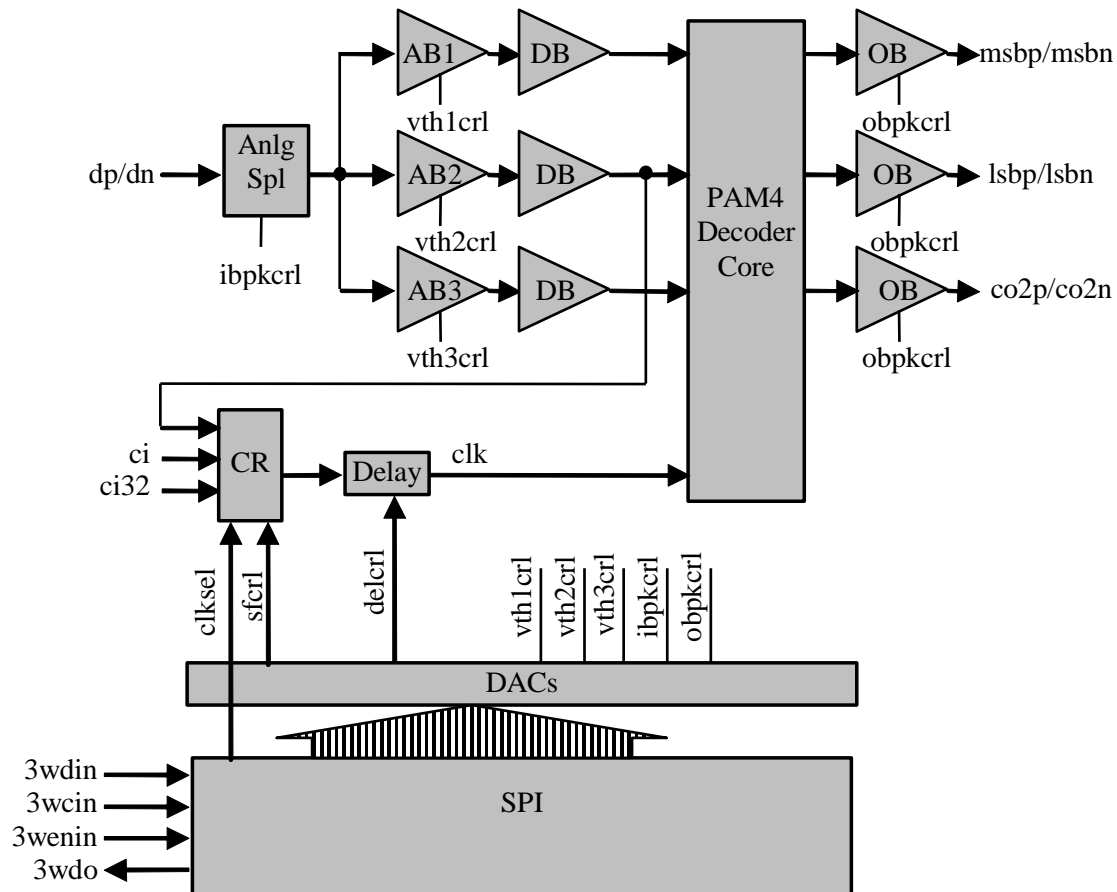 AB1
DB
OB
msbp/msbn
vth1crl
obpkcrl
Anlg
Spl
dp/dn
AB2
DB
OB
lsbp/lsbn
PAM4
Decoder
Core
ibpkcrl
vth2crl
obpkcrl
AB3
DB
OB
co2p/co2n
vth3crl
obpkcrl
ci
ci32
CR
Delay
clk
clksel
sfcrl
delcrl
vth1crl
vth2crl
vth3crl
ibpkcrl
obpkcrl
DACs
3wdin
3wcin
3wenin
3wdo
SPI